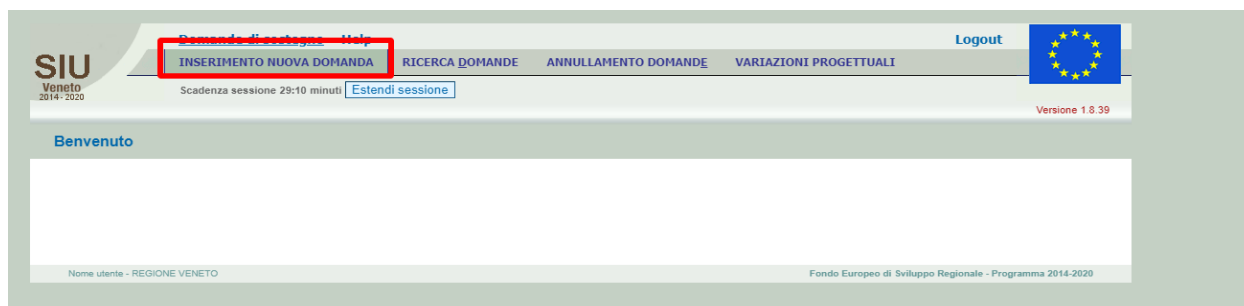 Domande di sostegno Help Logout
SIU
Veneto
2014-2020
INSERIMENTO NUOVA DOMANDA RICERCA DOMANDE ANNULLAMENTO DOMANDE VARIAZIONI PROGETTUALI
Scadenza sessione 29:10 minuti Estendi sessione
Versione 1.8.39
Benvenuto
Nome utente - REGIONE VENETO Fondo Europeo di Sviluppo Regionale - Programma 2014-2020